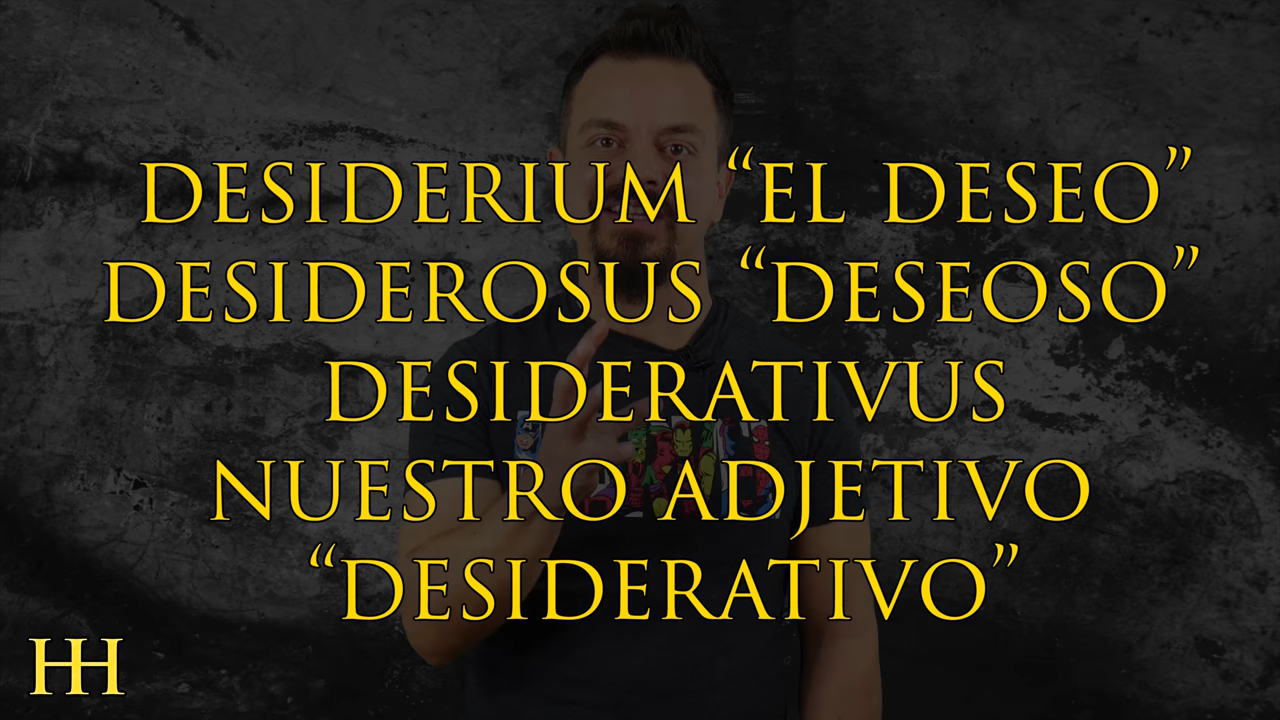 DESIDERIUM “EL DESEO”
DESIDEROSUS “DESEOSO”
DESIDERATIVUS
NUESTRO ADJETIVO
“DESIDERATIVO”
HH